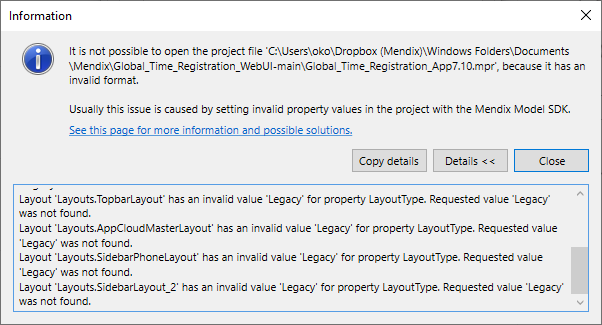 Information
It is not possible to open the project file 'C:\Users\oko\Dropbox (Mendix)\Windows Folders\Documents
\Mendix\Global_Time_Registration_WebUI-main\Global_Time_Registration_App7.10.mpr', because it has an
invalid format.
Usually this issue is caused by setting invalid property values in the project with the Mendix Model SDK.
See this page for more information and possible solutions.
Copy details
Details <<
Close
Layout 'Layouts.TopbarLayout' has an invalid value 'Legacy' for property LayoutType. Requested value 'Legacy'
was not found.
Layout 'Layouts.AppCloudMasterLayout' has an invalid value 'Legacy' for property LayoutType. Requested value
'Legacy' was not found.
Layout 'Layouts.SidebarPhoneLayout' has an invalid value 'Legacy' for property LayoutType. Requested value
'Legacy' was not found.
Layout 'Layouts.SidebarLayout_2' has an invalid value 'Legacy' for property LayoutType. Requested value 'Legacy'
was not found.